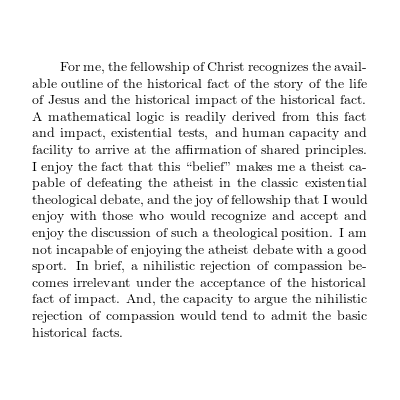 For me, the fellowship of Christ recognizes the avail-
able outline of the historical fact of the story of the life
of Jesus and the historical impact of the historical fact.
A mathematical logic is readily derived from this fact
and impact, existential tests, and human capacity and
facility to arrive at the affirmation of shared principles.
I enjoy the fact that this “belief” makes me a theist ca-
pable of defeating the atheist in the classic existential
theological debate, and the joy of fellowship that I would
enjoy with those who would recognize and accept and
enjoy the discussion of such a theological position. I am
not incapable of enjoying the atheist debate with a good
sport. In brief, a nihilistic rejection of compassion be-
comes irrelevant under the acceptance of the historical
fact of impact. And, the capacity to argue the nihilistic
rejection of compassion would tend to admit the basic
historical facts.